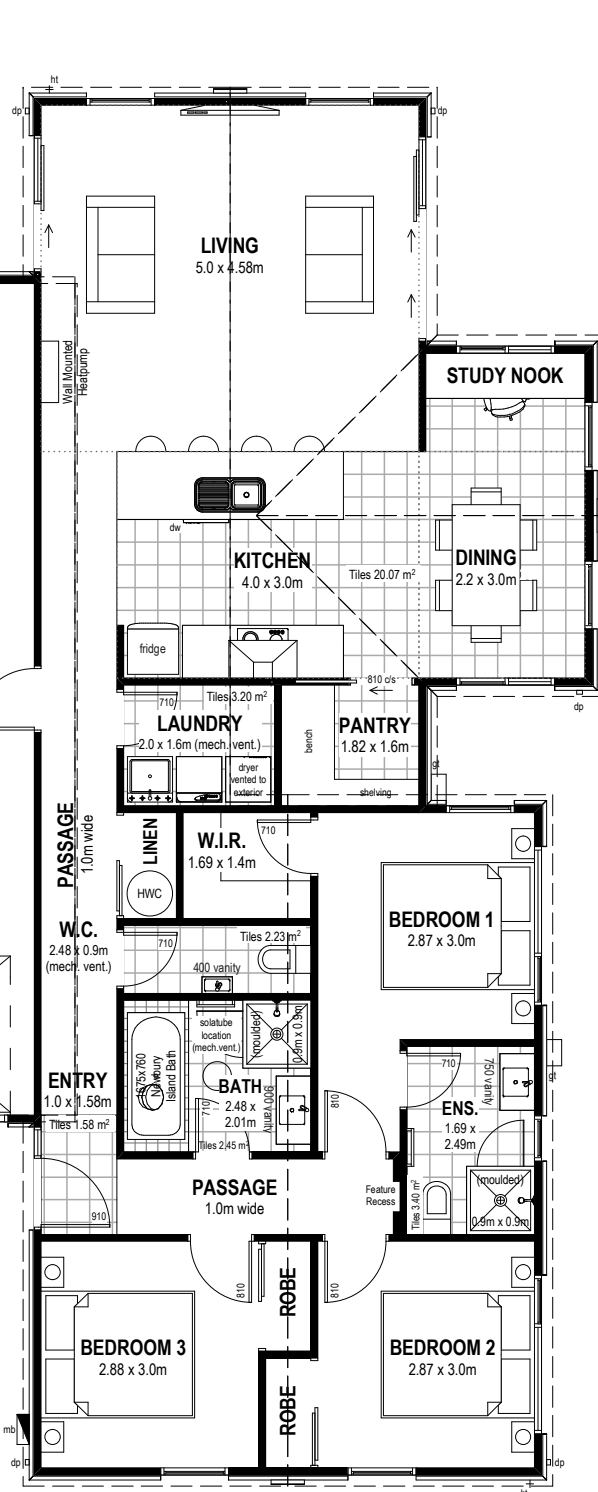 ht
dp
dp
LIVING
5.0 x 4.58m
Wall Mounted
Heatpump
STUDY NOOK
dw
KITCHEN
4.0 x 3.0m
Tiles 20.07 m²
DINING
2.2 x 3.0m
fridge
810 c/s
dp
710
Tiles 3.20 m²
LAUNDRY
2.0 x 1.6m (mech. vent.)
dryer
vented to
exterior
bench
PANTRY
1.82 x 1.6m
shelving
gt
PASSAGE
1.0m wide
LINEN
HWC
W.I.R.
1.69 x 1.4m
710
BEDROOM 1
2.87 x 3.0m
W.C.
2.48 x 0.9m
(mech. vent.)
710
Tiles 2.23 m²
400 vanity
solatube
location
(mech.vent.)
(moulded)
0.9m x 0.9m
1675x760
Newbury
Island Bath
BATH
2.48 x
2.01m
900 vanity
710
Tiles 2.45 m²
ENTRY
1.0 x 1.58m
Tiles 1.58 m²
910
810
710
750 vanity
gt
ENS.
1.69 x
2.49m
(moulded)
0.9m x 0.9m
Tiles 3.40 m²
Feature
Recess
PASSAGE
1.0m wide
810
ROBE
810
BEDROOM 3
2.88 x 3.0m
BEDROOM 2
2.87 x 3.0m
ROBE
mb
dp
dp
ht